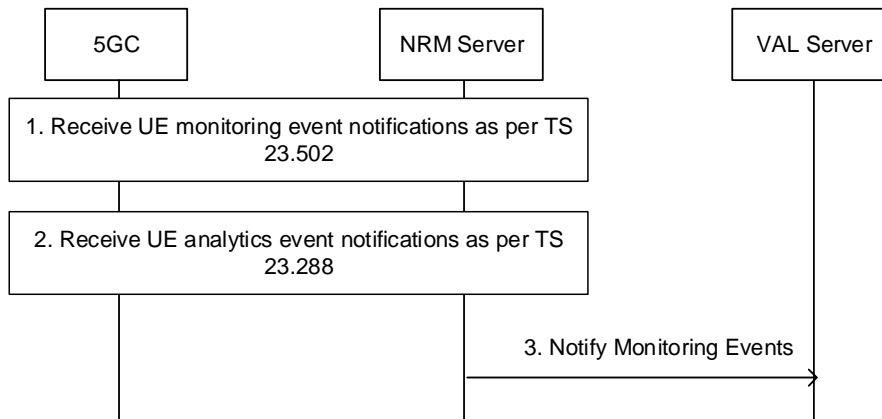 5GC
NRM Server
VAL Server
1. Receive UE monitoring event notifications as per TS
23.502
2. Receive UE analytics event notifications as per TS
23.288
3. Notify Monitoring Events